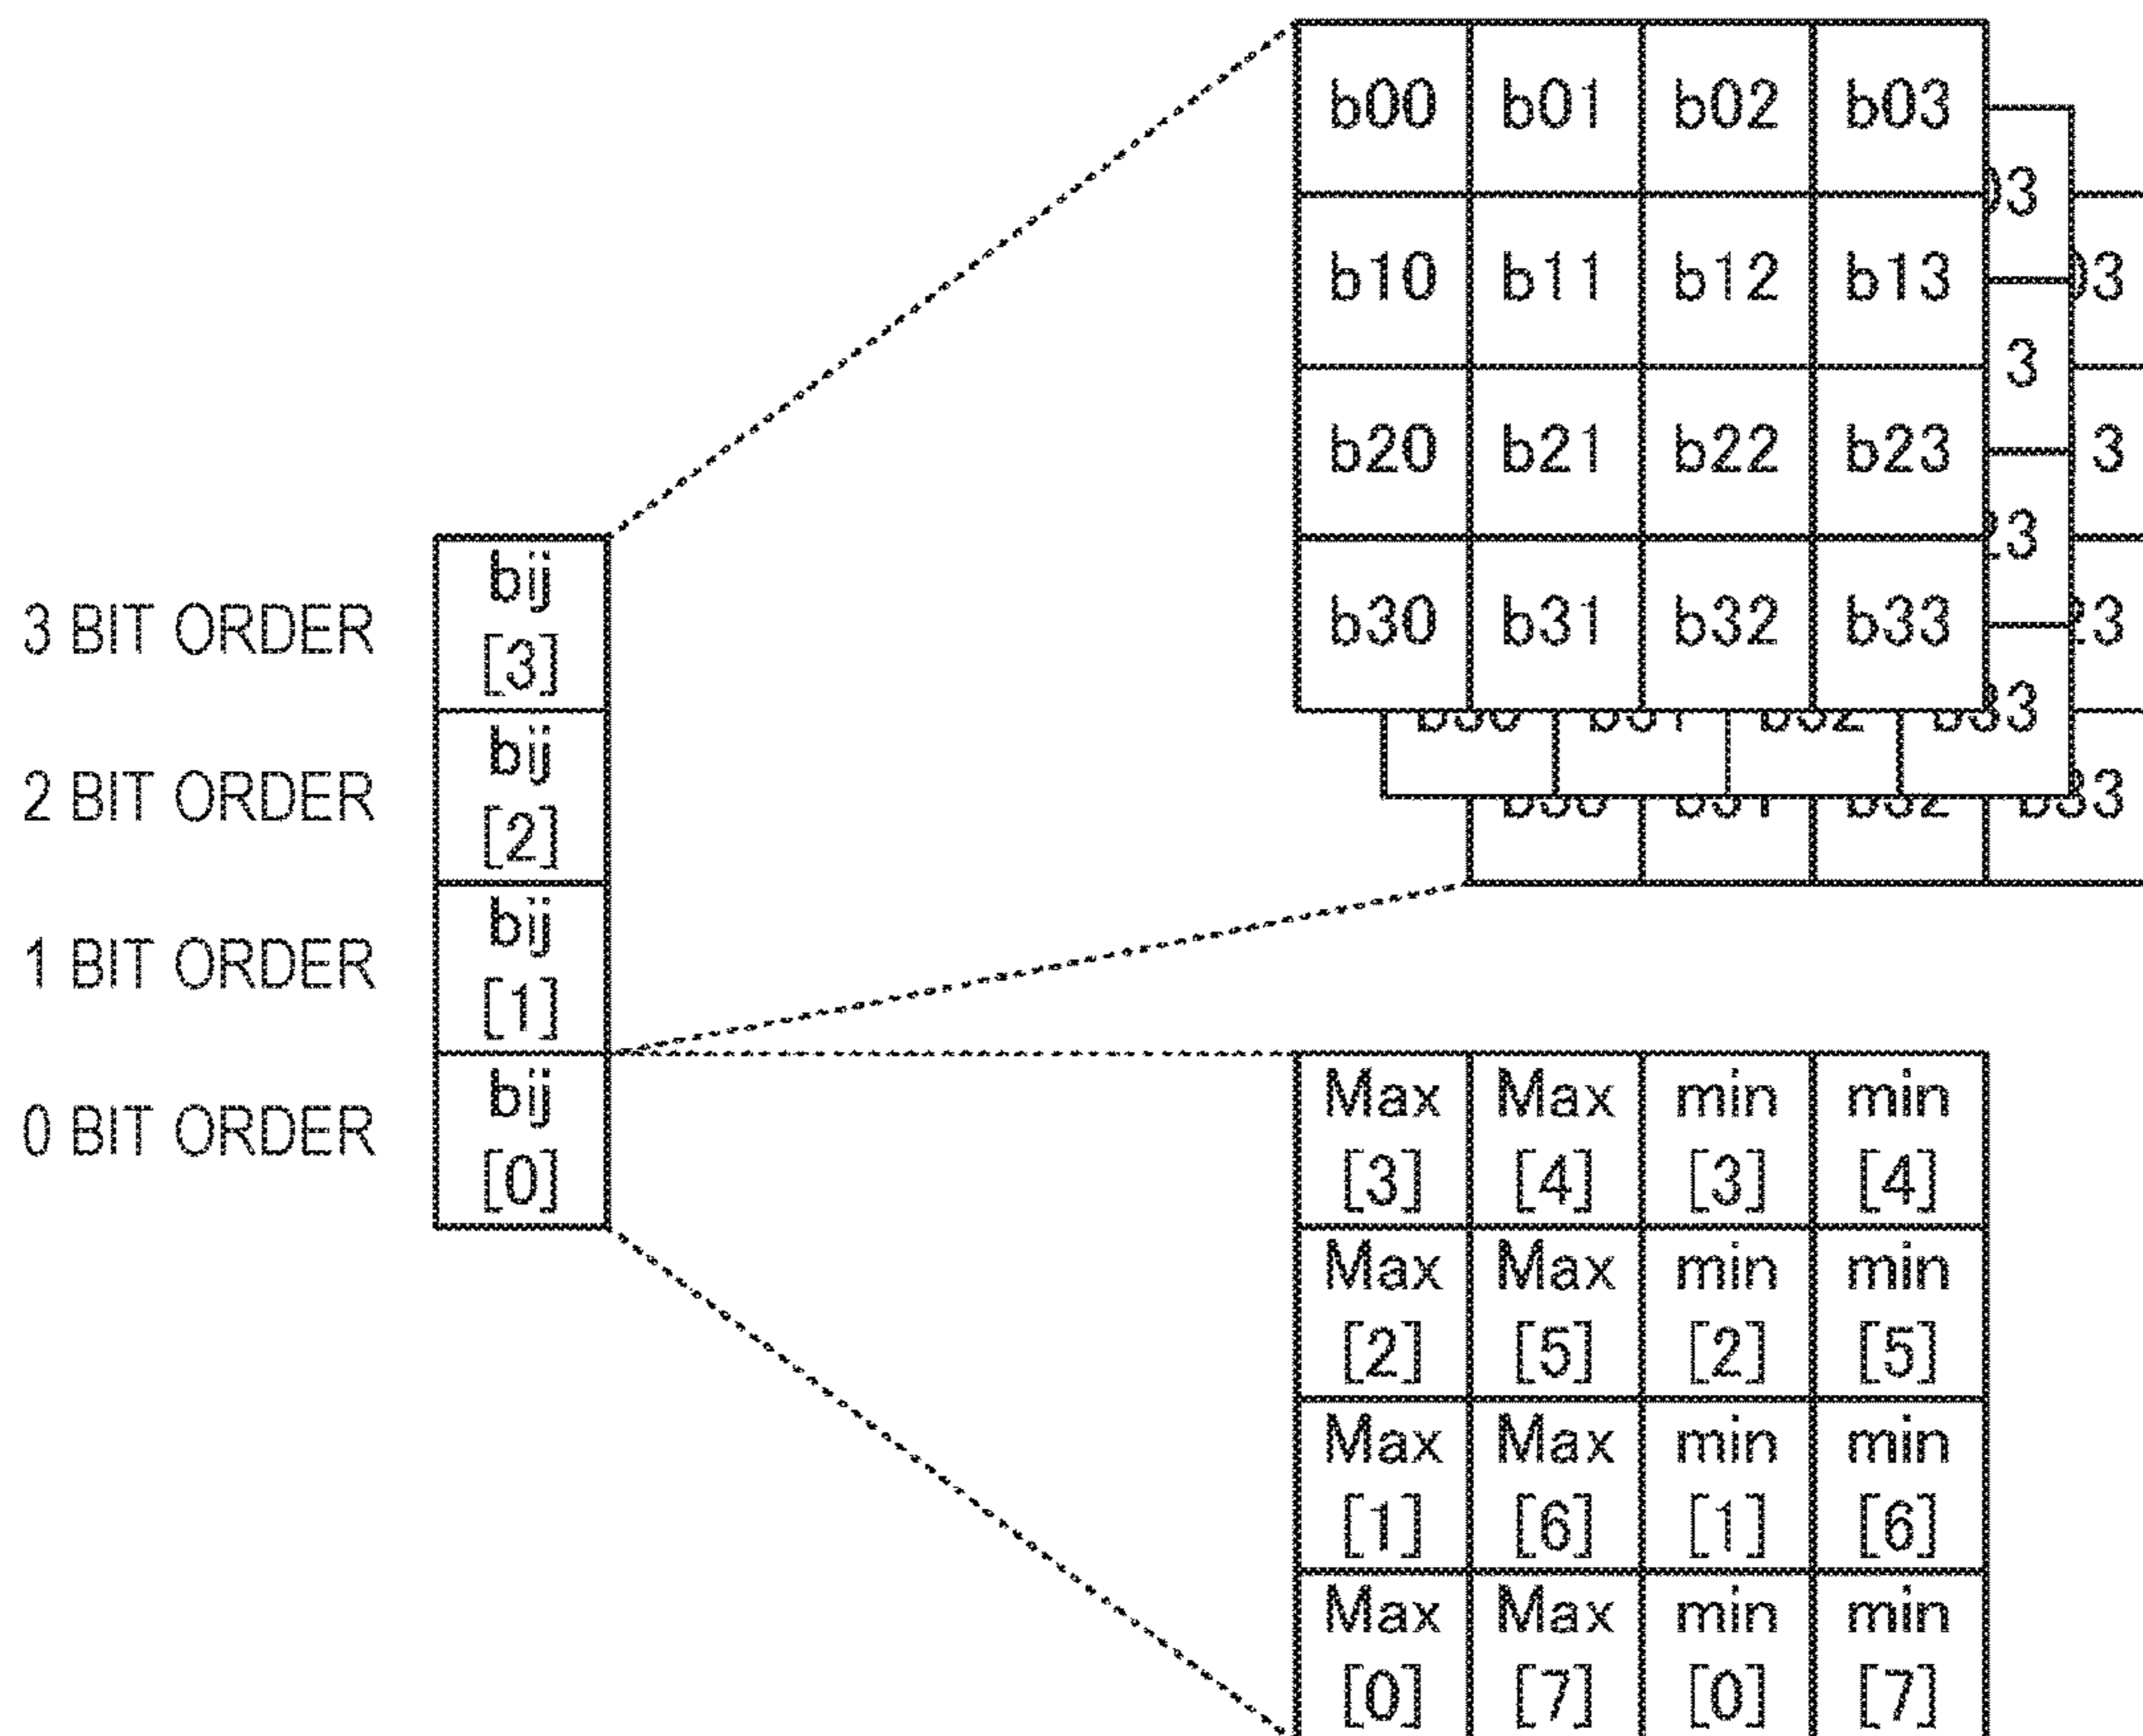 b00 b01 b02 b03
b10 b11 b12 b13
b20 b21 b22 b23
b30 b31 b32 b33
3 BIT ORDER
bij
[3]
2 BIT ORDER
bij
[2]
1 BIT ORDER
bij
[1]
0 BIT ORDER
bij
[0]
Max Max min min
[3] [4] [3] [4]
Max Max min min
[2] [5] [2] [5]
Max Max min min
[1] [6] [1] [6]
Max Max min min
[0] [7] [0] [7]